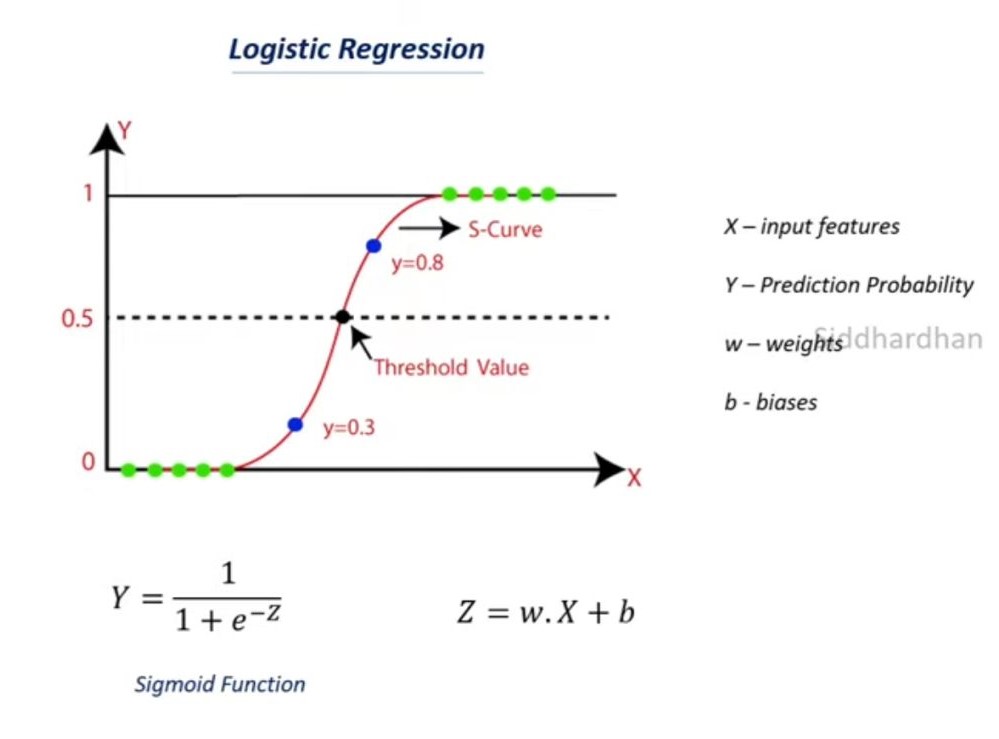 Logistic Regression
Y
1
S-Curve
y=0.8
0.5
Threshold Value
y=0.3
0
X
X – input features
Y – Prediction Probability
w – weights
Siddhardhan
b - biases
Y = 1 / 1 + e^−Z
Z = w. X + b
Sigmoid Function